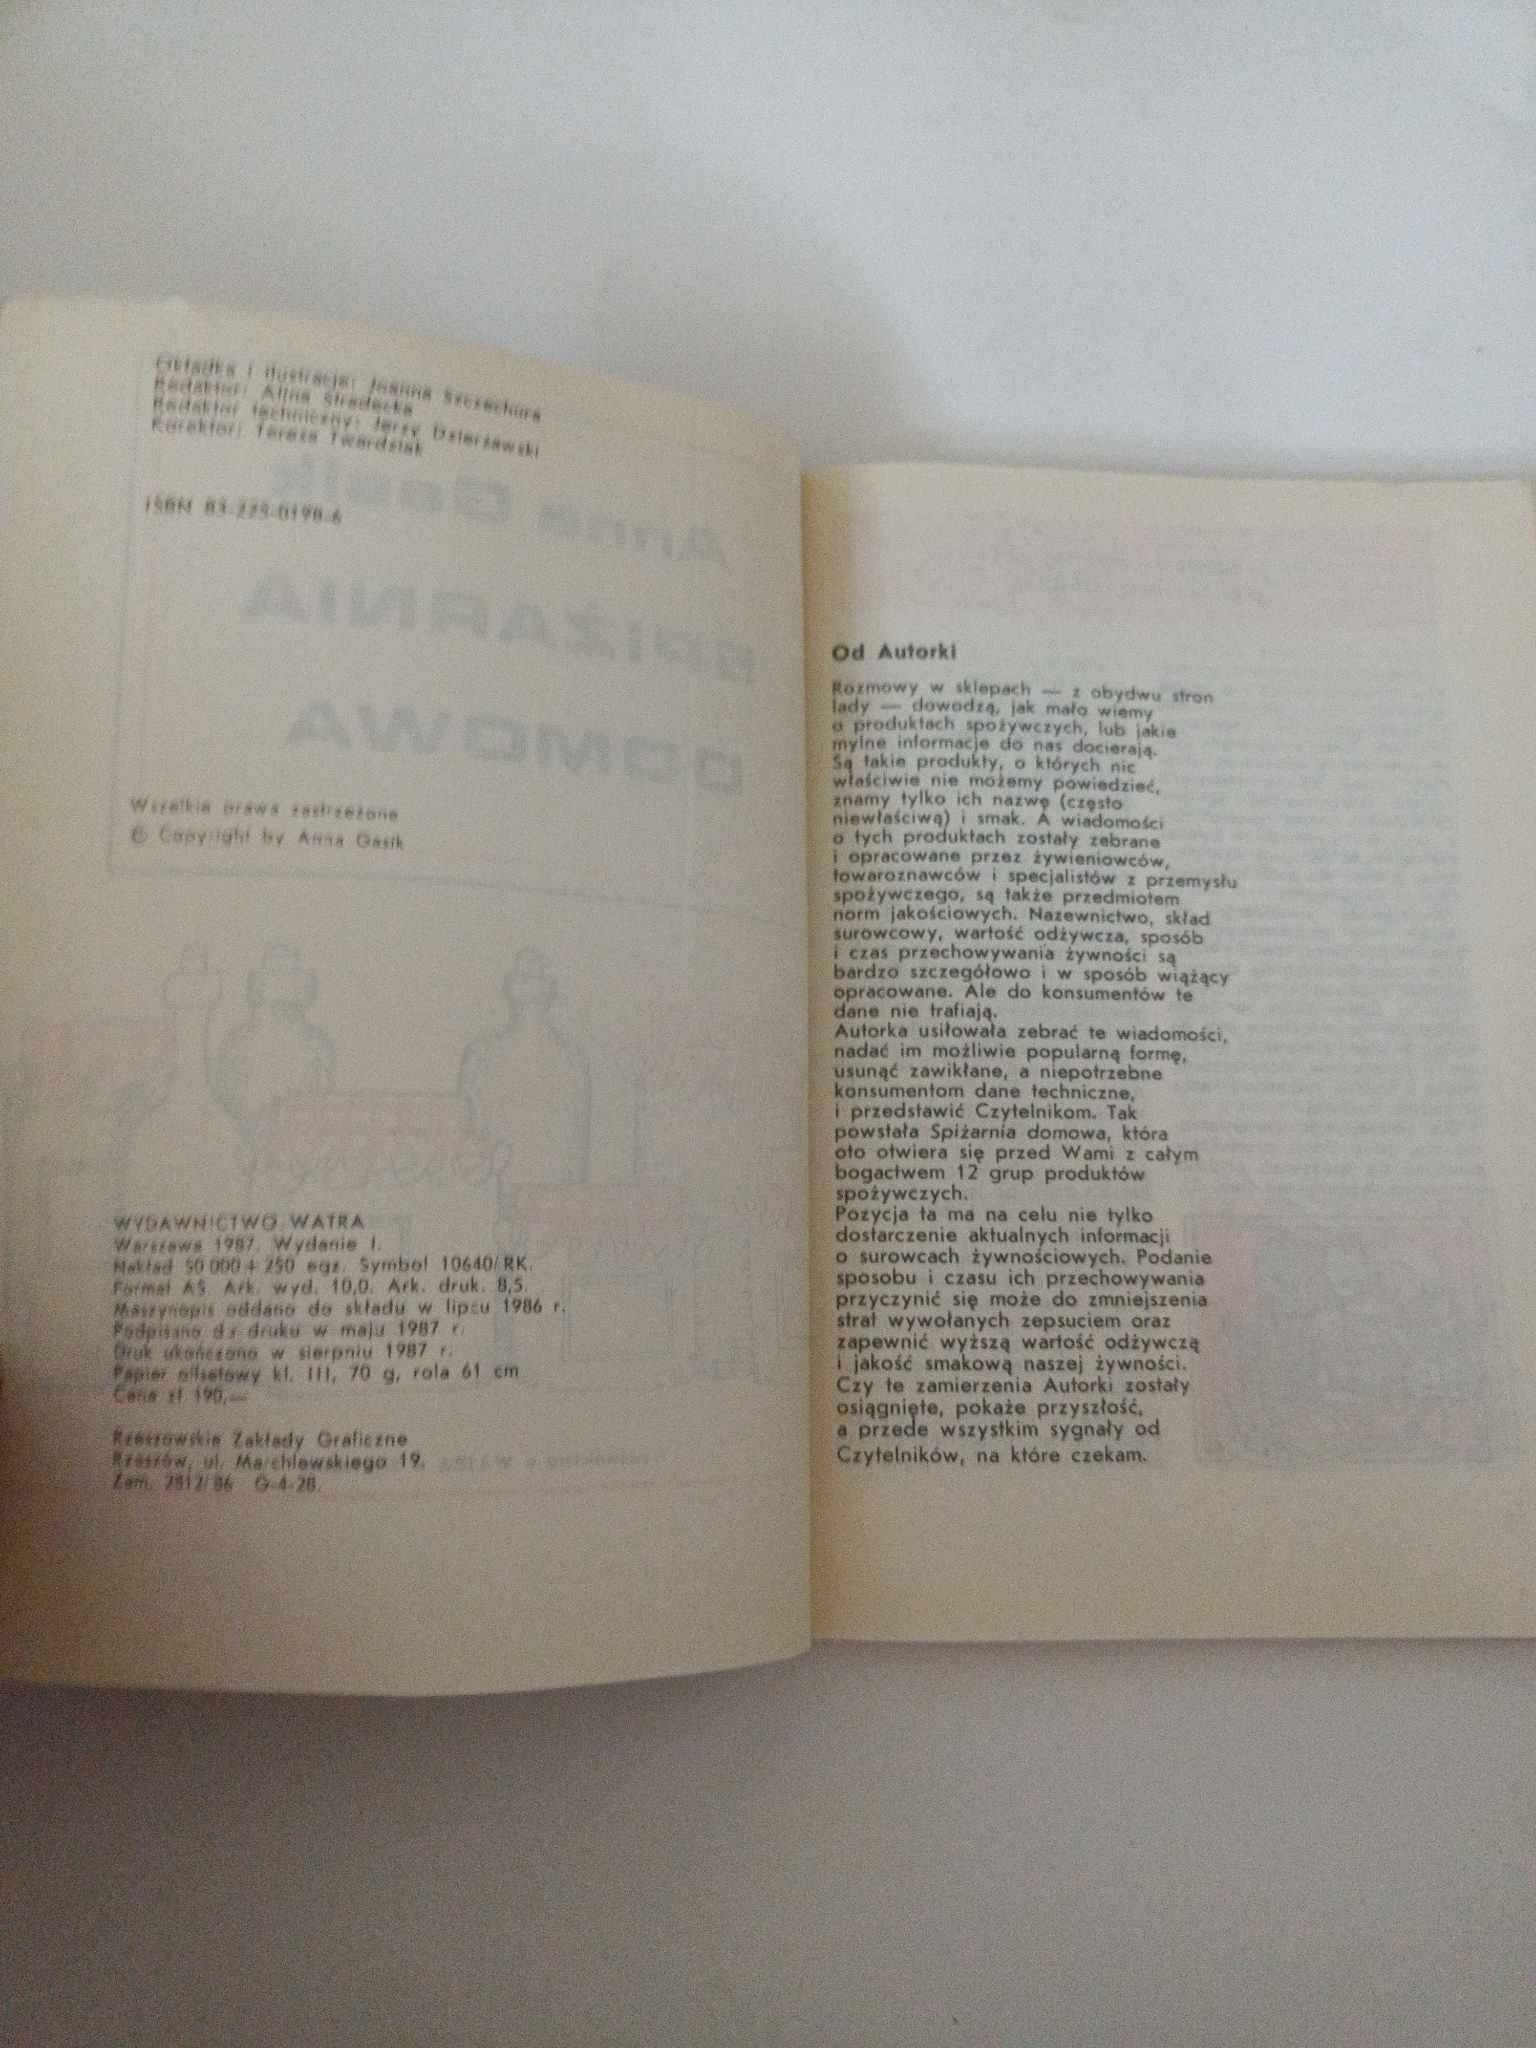 Okładka i ilustracje: Joanna Szczechura
Redaktor: Alina Stradecka
Redaktor techniczny: Jerzy Dzierżawski
Korektor: Teresa Twardziak
ISBN 83-225-0198-6
Wszelkie prawa zastrzeżone
© Copyright by Anna Gasik
WYDAWNICTWO WATRA
Warszawa 1987. Wydanie I.
Nakład 50 000 + 250 egz. Symbol 10640/RK.
Format A5. Ark. wyd. 10,0. Ark. druk. 8,5.
Maszynopis oddano do składu w lipcu 1986 r.
Podpisano do druku w maju 1987 r.
Druk ukończono w sierpniu 1987 r.
Papier offsetowy kl. III, 70 g, rola 61 cm
Cena zł 190,—
Rzeszowskie Zakłady Graficzne
Rzeszów, ul. Marchlewskiego 19.
Zam. 2812/86 G-4-28.
Od Autorki
Rozmowy w sklepach — z obydwu stron
lady — dowodzą, jak mało wiemy
o produktach spożywczych, lub jakie
mylne informacje do nas docierają.
Są takie produkty, o których nic
właściwie nie możemy powiedzieć,
znamy tylko ich nazwę (często
niewłaściwą) i smak. A wiadomości
o tych produktach zostały zebrane
i opracowane przez żywieniowców,
towaroznawców i specjalistów z przemysłu
spożywczego, są także przedmiotem
norm jakościowych. Nazewnictwo, skład
surowcowy, wartość odżywcza, sposób
i czas przechowywania żywności są
bardzo szczegółowo i w sposób wiążący
opracowane. Ale do konsumentów te
dane nie trafiają.
Autorka usiłowała zebrać te wiadomości,
nadać im możliwie popularną formę,
usunąć zawikłane, a niepotrzebne
konsumentom dane techniczne,
i przedstawić Czytelnikom. Tak
powstała Spiżarnia domowa, która
oto otwiera się przed Wami z całym
bogactwem 12 grup produktów
spożywczych.
Pozycja ta ma na celu nie tylko
dostarczenie aktualnych informacji
o surowcach żywnościowych. Podanie
sposobu i czasu ich przechowywania
przyczynić się może do zmniejszenia
strat wywołanych zepsuciem oraz
zapewnić wyższą wartość odżywczą
i jakość smakową naszej żywności.
Czy te zamierzenia Autorki zostały
osiągnięte, pokaże przyszłość,
a przede wszystkim sygnały od
Czytelników, na które czekam.